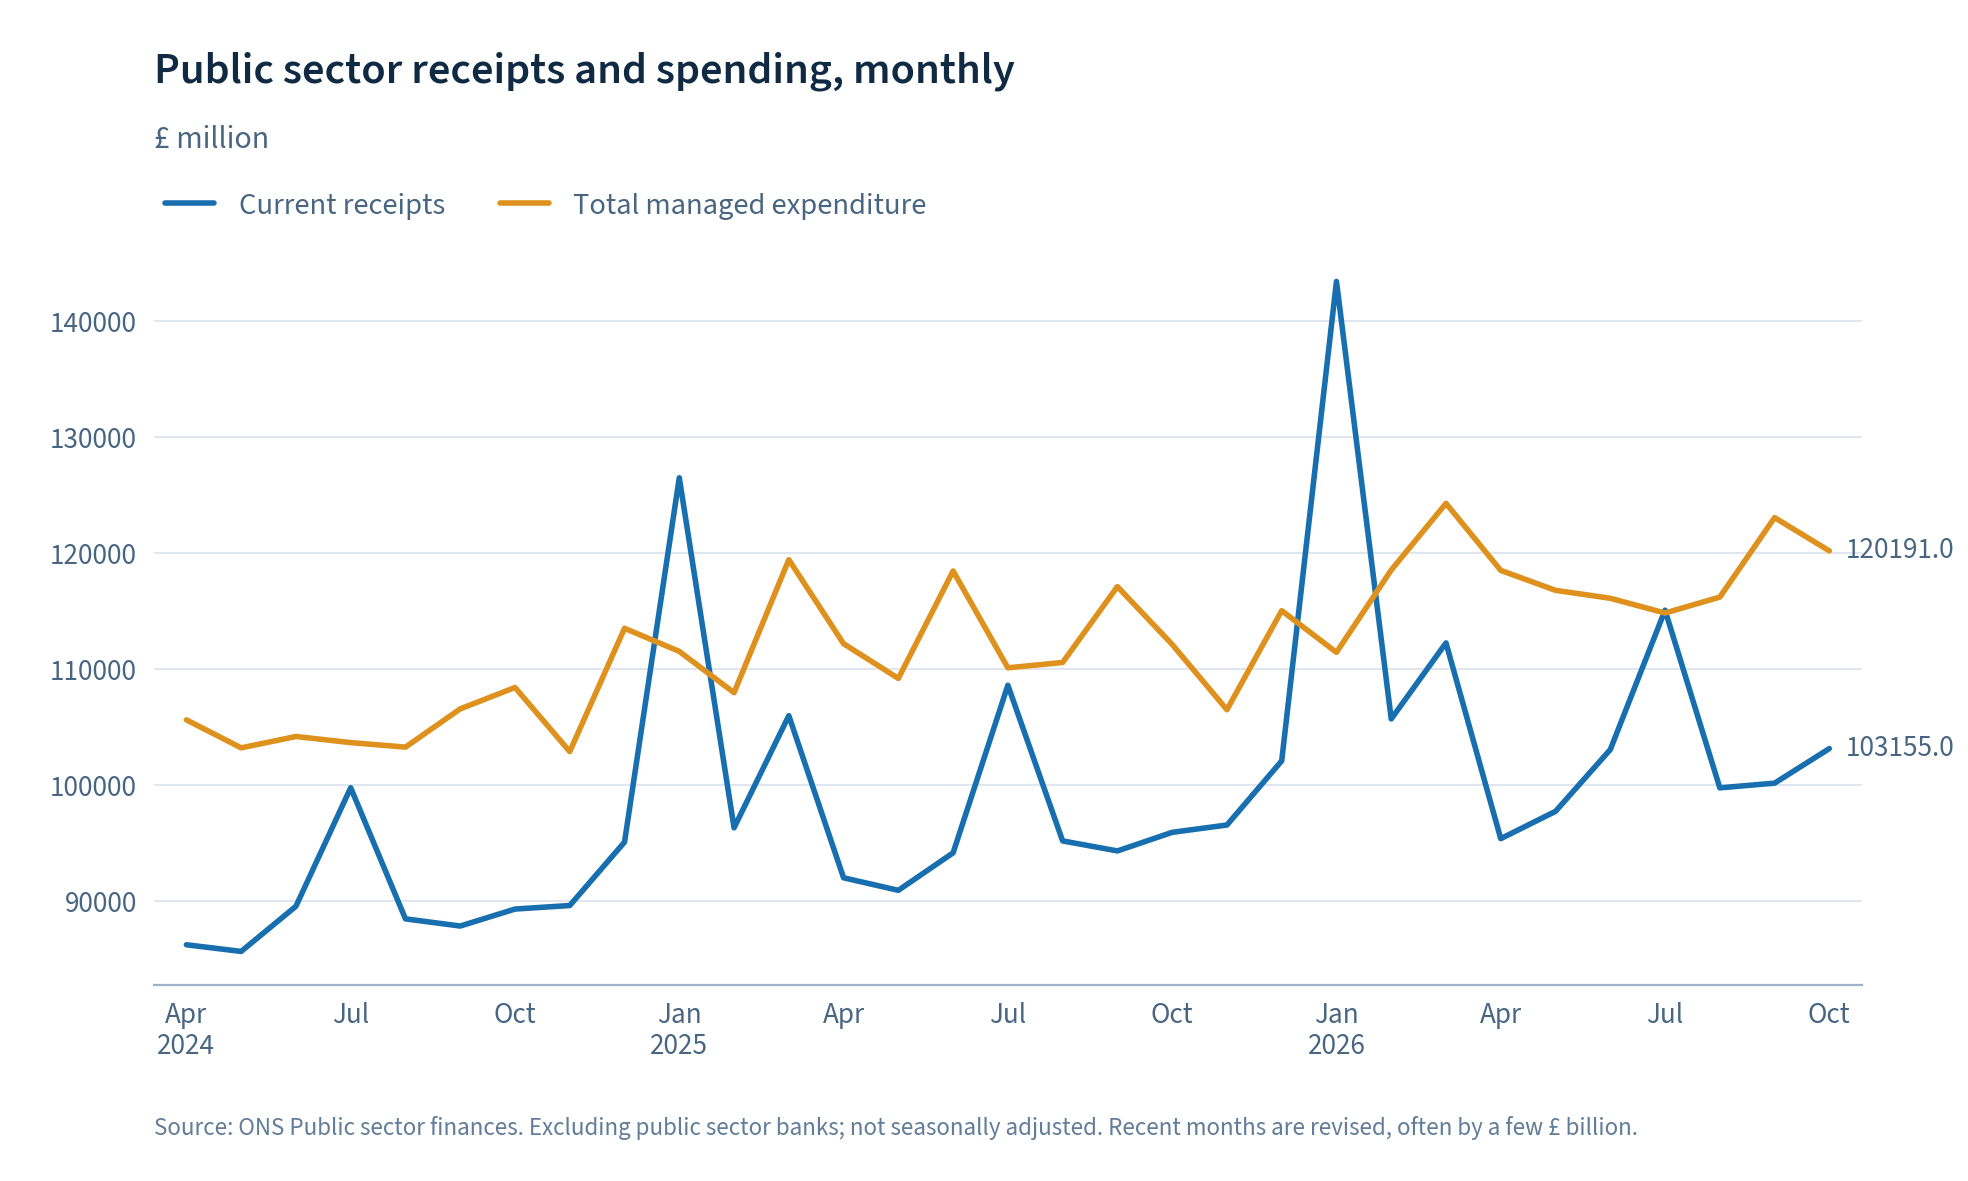 Public sector receipts and spending, monthly
£ million
Current receipts
Total managed expenditure
140000
130000
120000
110000
100000
90000
120191.0
103155.0
Apr Jul Oct Jan Apr Jul Oct Jan Apr Jul Oct
2024 2025 2026
Source: ONS Public sector finances. Excluding public sector banks; not seasonally adjusted. Recent months are revised, often by a few £ billion.